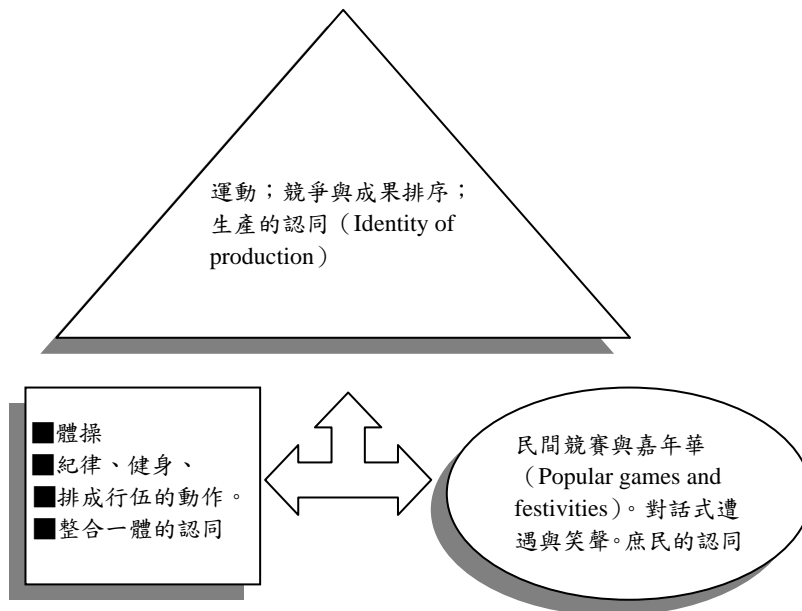 運動；競爭與成果排序；
生產的認同（Identity of
production）
■體操
■紀律、健身、
■排成行伍的動作。
■整合一體的認同
民間競賽與嘉年華
（Popular games and
festivities）。對話式遭
遇與笑聲。庶民的認同